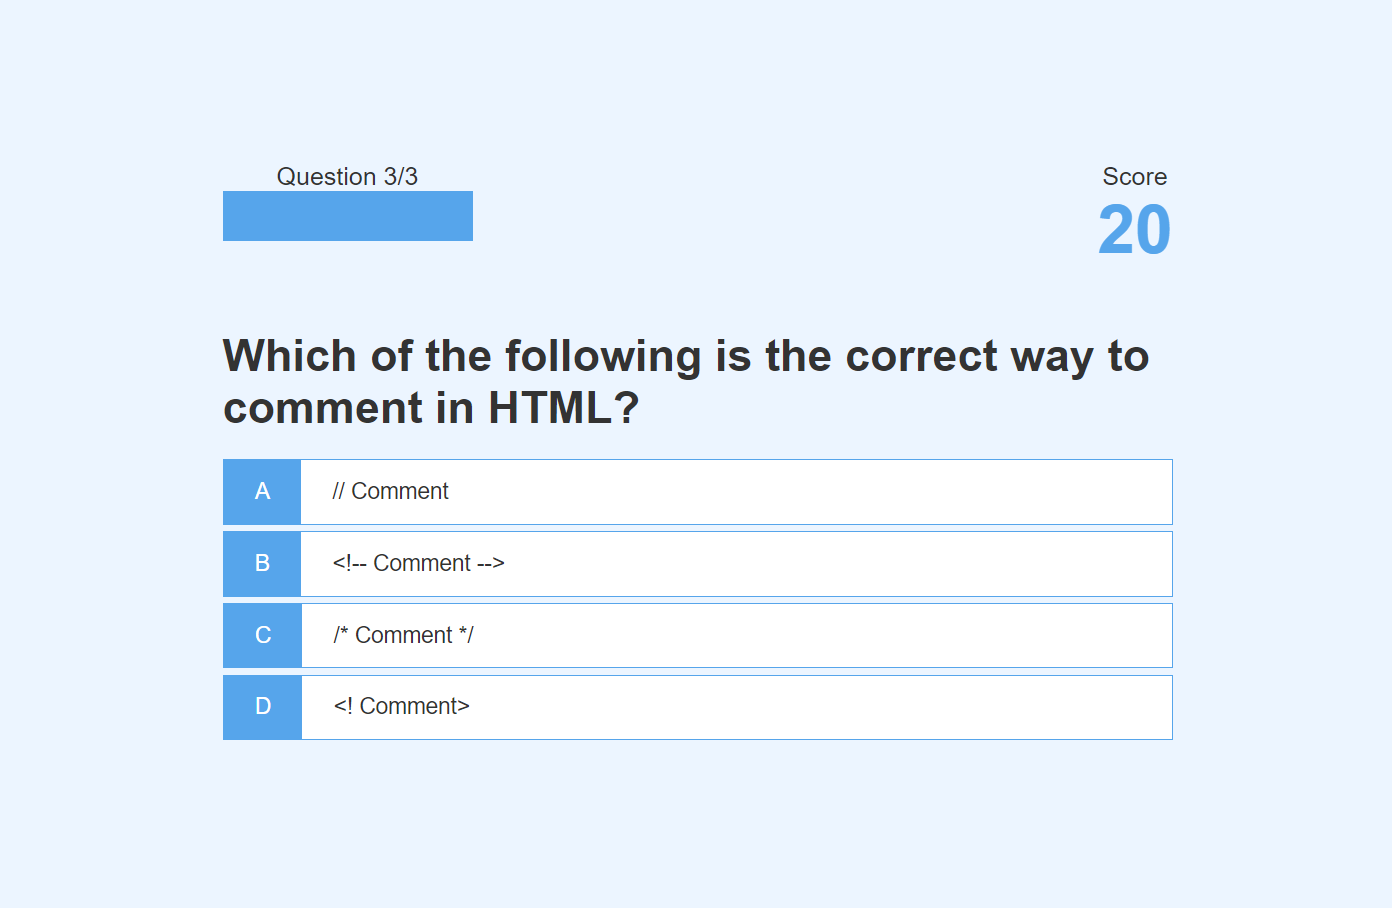 Question 3/3
Score
20
Which of the following is the correct way to
comment in HTML?
A // Comment
B <!-- Comment -->
C /* Comment */
D <! Comment>